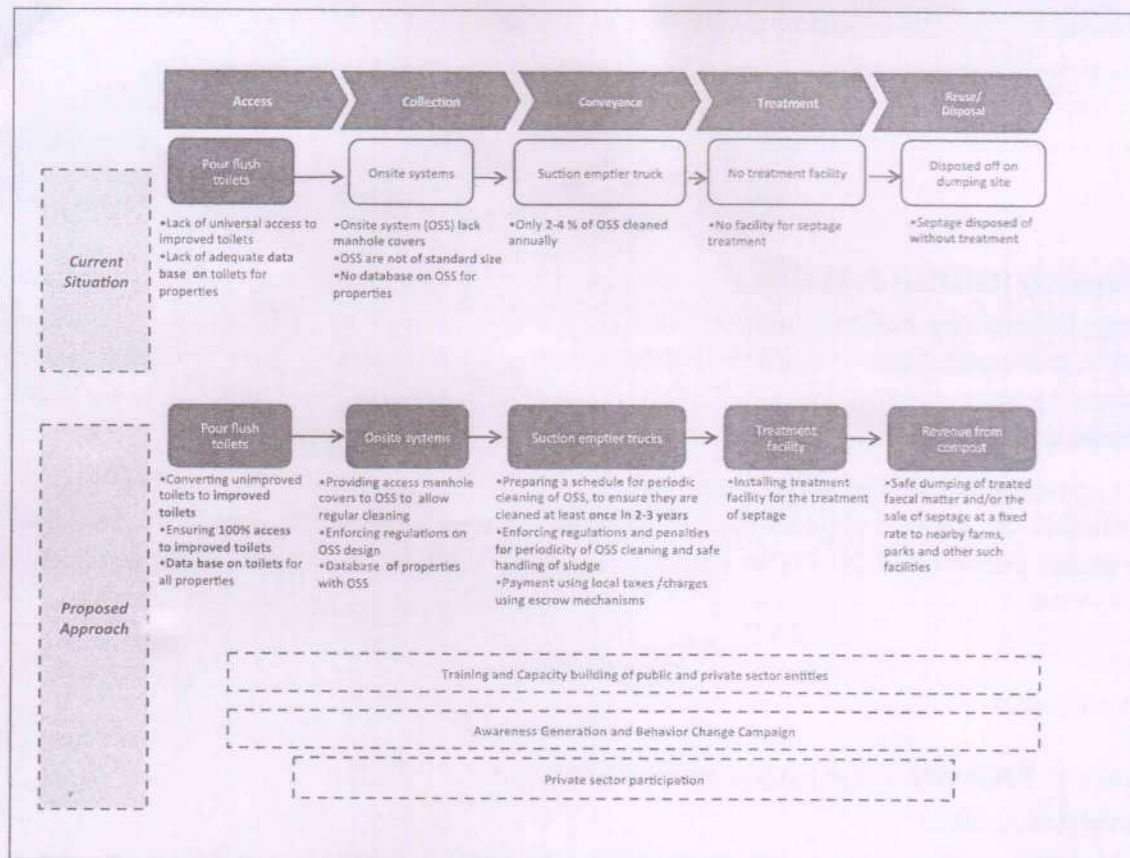 Access
Collection
Conveyance
Treatment
Reuse/
Disposal
Current
Situation
Pour flush
toilets
Onsite systems
Suction emptier truck
No treatment facility
Disposed off on
dumping site
•Lack of universal access to
improved toilets
•Lack of adequate data
base on toilets for
properties
•Onsite system (OSS) lack
manhole covers
•OSS are not of standard size
•No database on OSS for
properties
•Only 2-4 % of OSS cleaned
annually
•No facility for septage
treatment
•Septage disposed of
without treatment
Proposed
Approach
Pour flush
toilets
Onsite systems
Suction emptier trucks
Treatment
facility
Revenue from
compost
•Converting unimproved
toilets to improved
toilets
•Ensuring 100% access
to improved toilets
•Data base on toilets for
all properties
•Providing access manhole
covers to OSS to allow
regular cleaning
•Enforcing regulations on
OSS design
•Database of properties
with OSS
•Preparing a schedule for periodic
cleaning of OSS, to ensure they are
cleaned at least once in 2-3 years
•Enforcing regulations and penalties
for periodicity of OSS cleaning and safe
handling of sludge
•Payment using local taxes /charges
using escrow mechanisms
•Installing treatment
facility for the treatment
of septage
•Safe dumping of treated
faecal matter and/or the
sale of septage at a fixed
rate to nearby farms,
parks and other such
facilities
Training and Capacity building of public and private sector entities
Awareness Generation and Behavior Change Campaign
Private sector participation